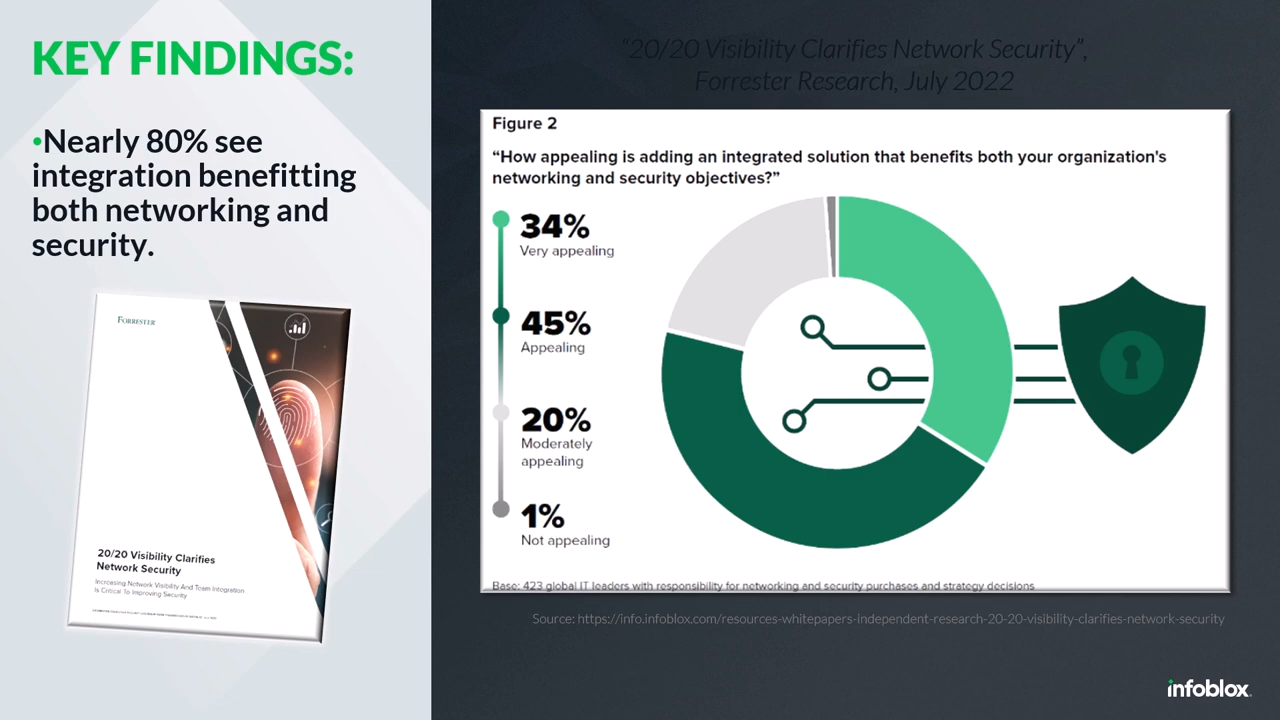 KEY FINDINGS:
•Nearly 80% see
integration benefitting
both networking and
security.
FORRESTER
20/20 Visibility Clarifies
Network Security
Increasing Network Visibility And Team Integration
Is Critical To Improving Security
“20/20 Visibility Clarifies Network Security”,
Forrester Research, July 2022
Figure 2
“How appealing is adding an integrated solution that benefits both your organization's
networking and security objectives?”
34%
Very appealing
45%
Appealing
20%
Moderately
appealing
1%
Not appealing
Base: 423 global IT leaders with responsibility for networking and security purchases and strategy decisions
Source: https://info.infoblox.com/resources-whitepapers-independent-research-20-20-visibility-clarifies-network-security
infoblox.